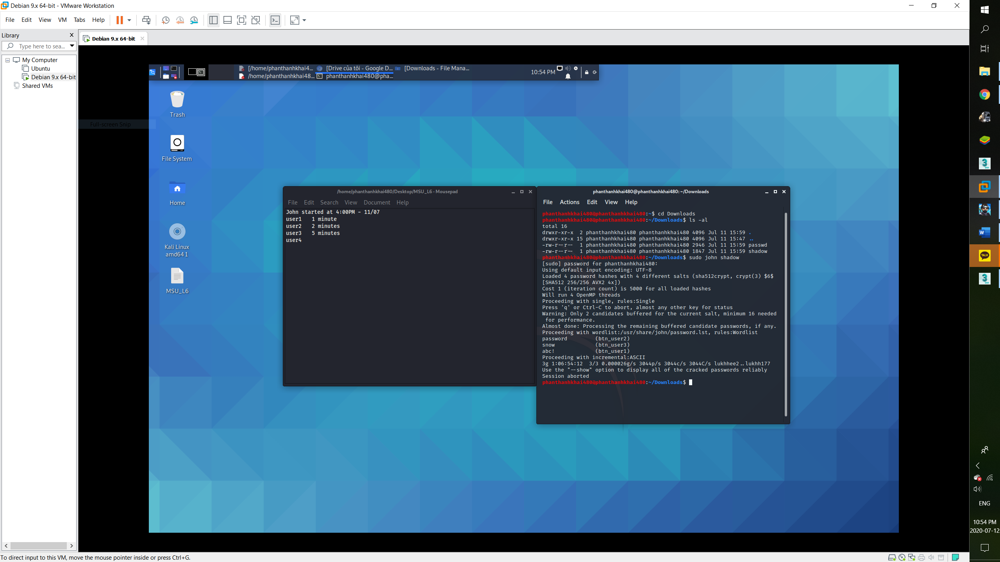 Debian 9.x 64-bit - VMware Workstation
File Edit View VM Tabs Help
Library
Type here to sea...
My Computer
Ubuntu
Debian 9.x 64-bit
Shared VMs
Debian 9.x 64-bit
Full-screen Snip
[/home/phanthanhkhai4... [Drive của tôi - Google D... [Downloads - File Mana...
/home/phanthanhkhai48... phanthanhkhai480@pha...
10:54 PM
Trash
File System
Home
Kali Linux
amd64 1
MSU_L6
/home/phanthanhkhai480/Desktop/MSU_L6 - Mousepad
File Edit Search View Document Help
John started at 4:00PM - 11/07
user1   1 minute
user2   2 minutes
user3   5 minutes
user4
phanthanhkhai480@phanthanhkhai480: ~/Downloads
File Actions Edit View Help
phanthanhkhai480@phanthanhkhai480:~$ cd Downloads
phanthanhkhai480@phanthanhkhai480:~/Downloads$ ls -al
total 16
drwxr-xr-x  2 phanthanhkhai480 phanthanhkhai480 4096 Jul 11 15:59 .
drwxr-xr-x 15 phanthanhkhai480 phanthanhkhai480 4096 Jul 11 15:47 ..
-rw-r--r--  1 phanthanhkhai480 phanthanhkhai480 2946 Jul 11 15:59 passwd
-rw-r--r--  1 phanthanhkhai480 phanthanhkhai480 1847 Jul 11 15:59 shadow
phanthanhkhai480@phanthanhkhai480:~/Downloads$ sudo john shadow
[sudo] password for phanthanhkhai480:
Using default input encoding: UTF-8
Loaded 4 password hashes with 4 different salts (sha512crypt, crypt(3) $6$
[SHA512 256/256 AVX2 4x])
Cost 1 (iteration count) is 5000 for all loaded hashes
Will run 4 OpenMP threads
Proceeding with single, rules:Single
Press 'q' or Ctrl-C to abort, almost any other key for status
Warning: Only 2 candidates buffered for the current salt, minimum 16 needed
for performance.
Almost done: Processing the remaining buffered candidate passwords, if any.
Proceeding with wordlist:/usr/share/john/password.lst, rules:Wordlist
password         (btn_user2)
snow             (btn_user3)
abc!             (btn_user1)
Proceeding with incremental:ASCII
3g 1:06:54:12  3/3 0.000026g/s 3044p/s 3044c/s 3044C/s lukhhee2..lukhh177
Use the "--show" option to display all of the cracked passwords reliably
Session aborted
phanthanhkhai480@phanthanhkhai480:~/Downloads$
3
MAX
W
TALK
3
MAX
ENG
10:54 PM
2020-07-12
To direct input to this VM, move the mouse pointer inside or press Ctrl+G.